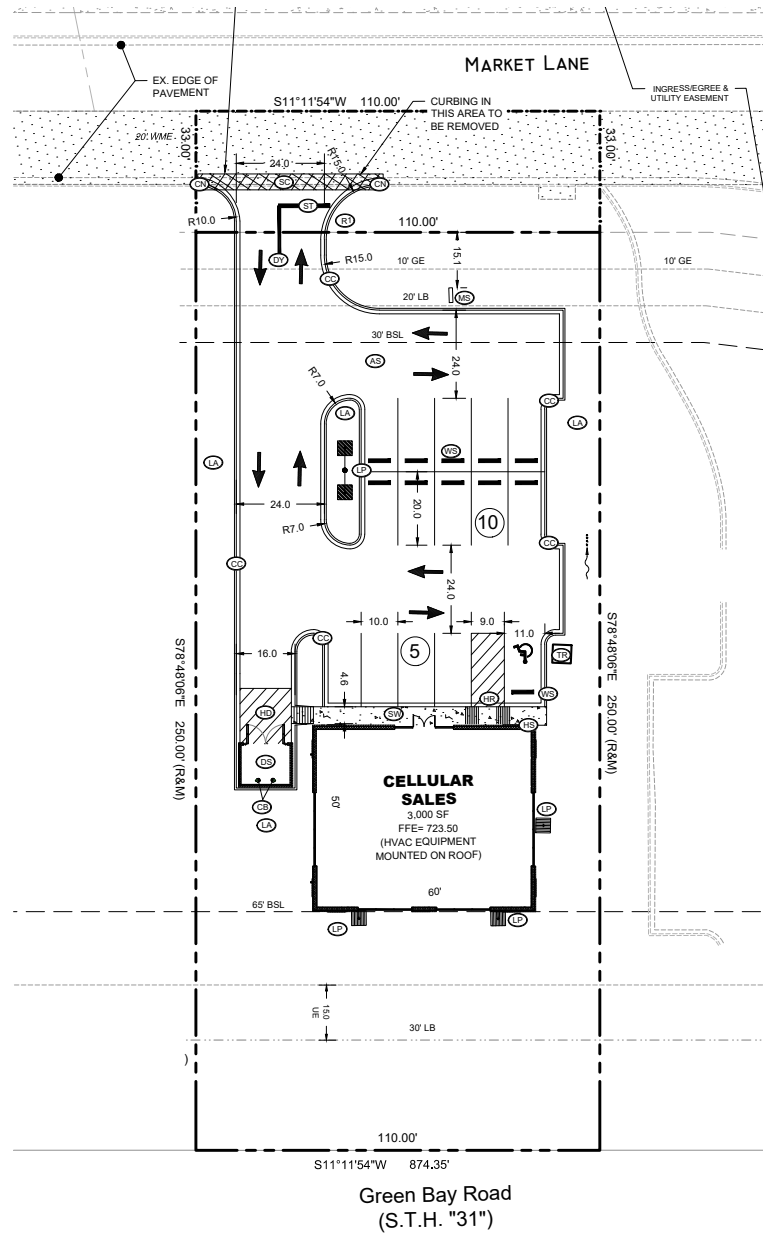 MARKET LANE
EX. EDGE OF
PAVEMENT
S11°11'54"W 110.00'
CURBING IN
THIS AREA TO
BE REMOVED
INGRESS/EGREE &
UTILITY EASEMENT
20' WME
33.00'
33.00'
24.0
R15.0
CN
SC
CN
ST
R1
R10.0
110.00'
15.1
DY
R15.0
10' GE
10' GE
CC
20' LB
MS
30' BSL
AS
24.0
R7.0
CC
LA
LA
WS
LA
LP
24.0
20.0
10
R7.0
CC
CC
24.0
10.0
9.0
11.0
S78°48'06"E 250.00' (R&M)
S78°48'06"E 250.00' (R&M)
CC
5
16.0
TR
4.6
HR
WS
HD
SW
HS
DS
CB
LA
CELLULAR
SALES
3,000 SF
FFE= 723.50
(HVAC EQUIPMENT
MOUNTED ON ROOF)
50'
60'
LP
65' BSL
LP
LP
15.0
UE
30' LB
)
110.00'
S11°11'54"W 874.35'
Green Bay Road
(S.T.H. "31")